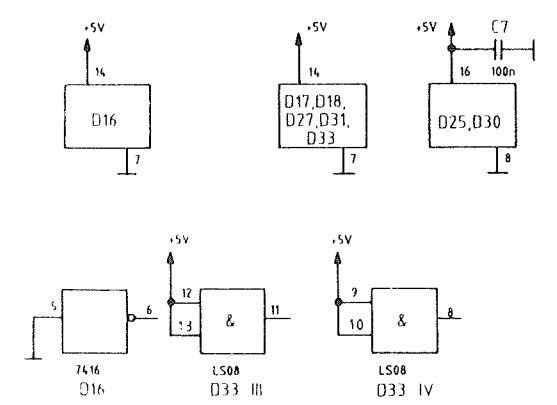 +5V
14
D16
7
+5V
14
D17,D18,
D27,D31,
D33
7
+5V
C7
16
100n
D25,D30
8
5
6
7416
D16
+5V
12
13
&
11
LS08
D33 III
+5V
9
10
&
8
LS08
D33 IV